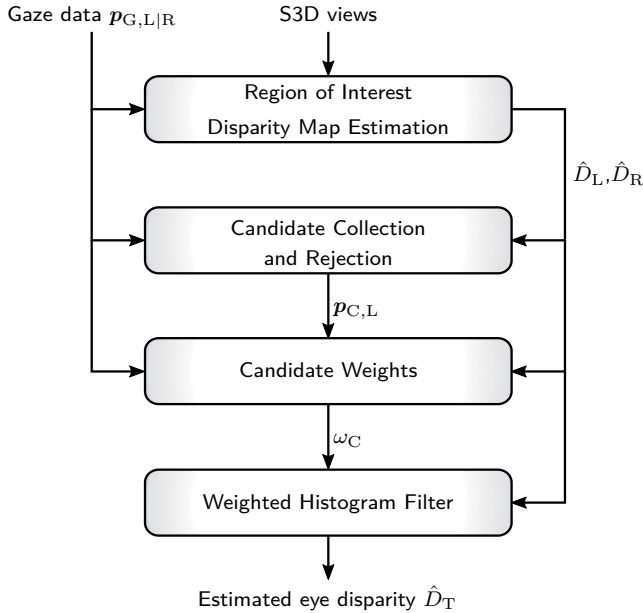 Gaze data 𝒑_G,L|R
S3D views
Region of Interest
Disparity Map Estimation
D̂_L,D̂_R
Candidate Collection
and Rejection
𝒑_C,L
Candidate Weights
ω_C
Weighted Histogram Filter
Estimated eye disparity D̂_T